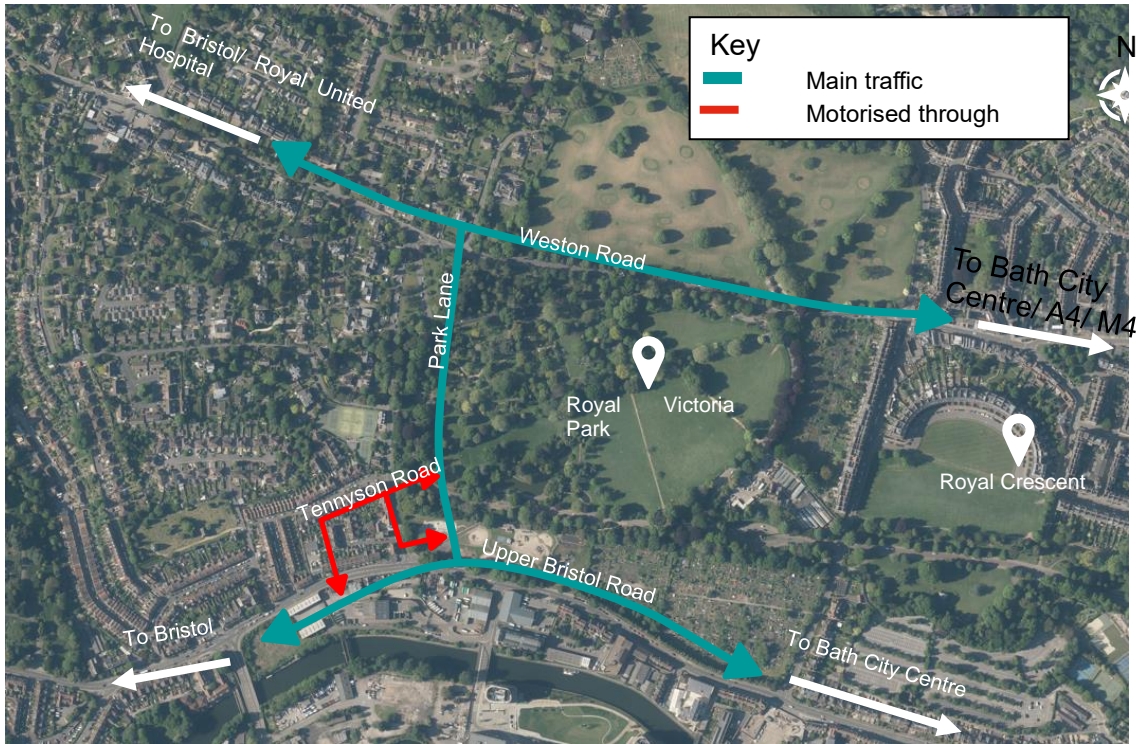 To Bristol/ Royal United
Hospital
Key
Main traffic
Motorised through
N
Weston Road
To Bath City
Centre/ A4/ M4
Park Lane
Royal Victoria
Park
Royal Crescent
Tennyson Road
Upper Bristol Road
To Bristol
To Bath City Centre